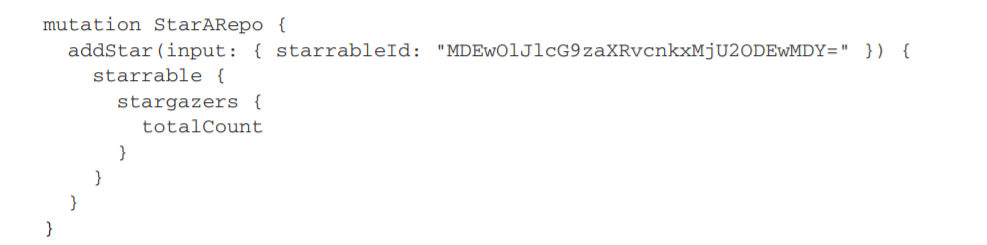 mutation StarARepo {
  addStar(input: { starrableId: "MDEwOlJlcG9zaXRvcnkxMjU2ODEwMDY=" }) {
    starrable {
      stargazers {
        totalCount
      }
    }
  }
}